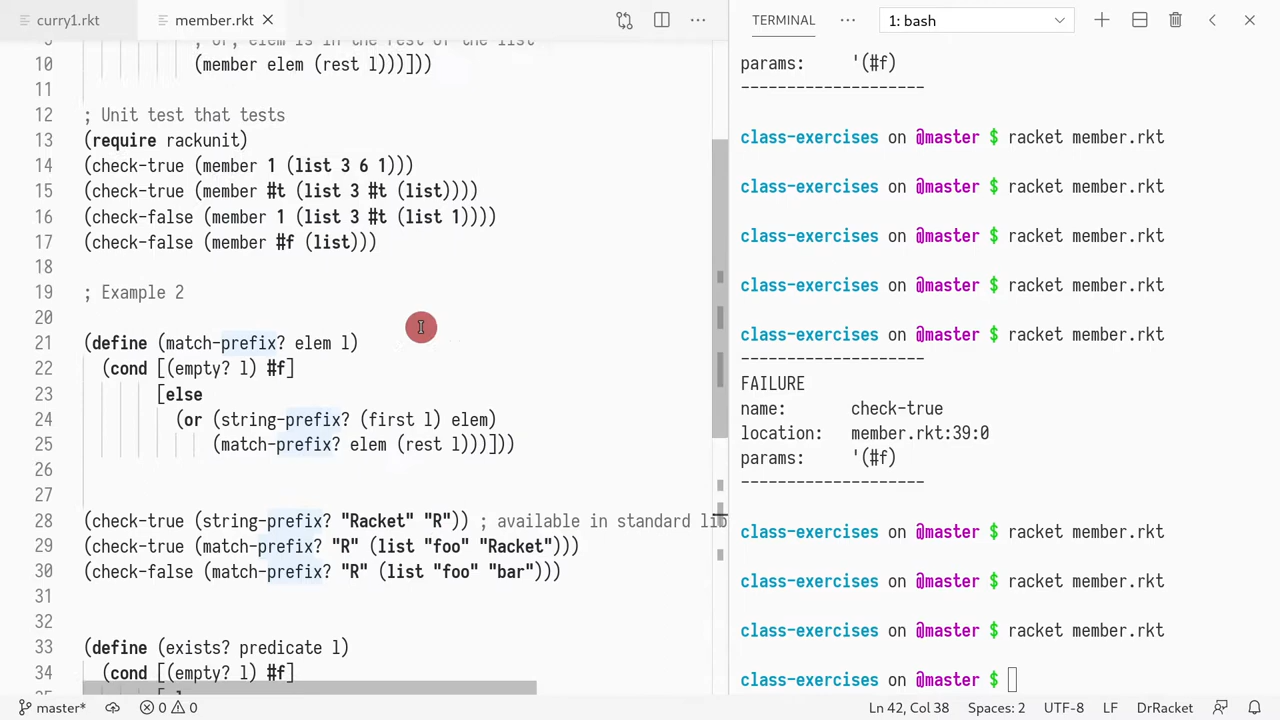 curry1.rkt
member.rkt
; or, elem is in the rest of the list
10 (member elem (rest l)))]))
11
12 ; Unit test that tests
13 (require rackunit)
14 (check-true (member 1 (list 3 6 1)))
15 (check-true (member #t (list 3 #t (list))))
16 (check-false (member 1 (list 3 #t (list 1))))
17 (check-false (member #f (list)))
18
19 ; Example 2
20
21 (define (match-prefix? elem l)
22 (cond [(empty? l) #f]
23 [else
24 (or (string-prefix? (first l) elem)
25 (match-prefix? elem (rest l)))]))
26
27
28 (check-true (string-prefix? "Racket" "R")) ; available in standard lib
29 (check-true (match-prefix? "R" (list "foo" "Racket")))
30 (check-false (match-prefix? "R" (list "foo" "bar")))
31
32
33 (define (exists? predicate l)
34 (cond [(empty? l) #f]
TERMINAL
1: bash
params: '(#f)
--------------------
class-exercises on @master $ racket member.rkt
class-exercises on @master $ racket member.rkt
class-exercises on @master $ racket member.rkt
class-exercises on @master $ racket member.rkt
class-exercises on @master $ racket member.rkt
--------------------
FAILURE
name: check-true
location: member.rkt:39:0
params: '(#f)
--------------------
class-exercises on @master $ racket member.rkt
class-exercises on @master $ racket member.rkt
class-exercises on @master $ racket member.rkt
class-exercises on @master $
master*
0
0
Ln 42, Col 38
Spaces: 2
UTF-8
LF
DrRacket